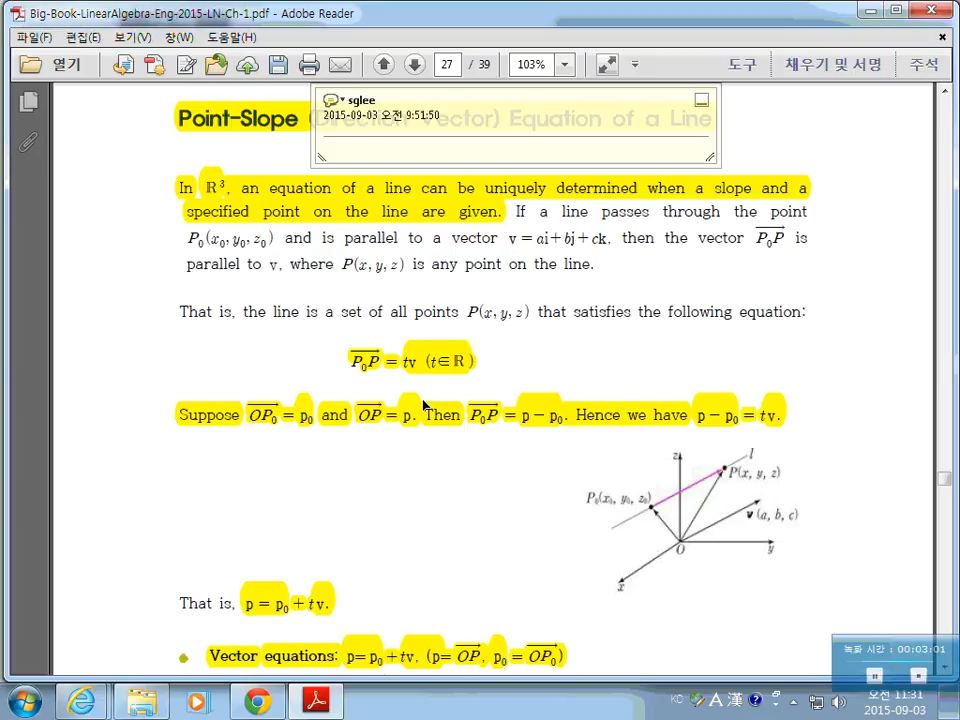 Big-Book-LinearAlgebra-Eng-2015-LN-Ch-1.pdf - Adobe Reader
파일(F) 편집(E) 보기(V) 창(W) 도움말(H)
열기 27 / 39 103% 도구 채우기 및 서명 주석
Point-Slope (Direction Vector) Equation of a Line
sglee
2015-09-03 오전 9:51:50
In ℝ³, an equation of a line can be uniquely determined when a slope and a
specified point on the line are given. If a line passes through the point
P₀(x₀, y₀, z₀) and is parallel to a vector v = ai + bj + ck, then the vector P₀P⃗ is
parallel to v, where P(x, y, z) is any point on the line.
That is, the line is a set of all points P(x, y, z) that satisfies the following equation:
P₀P⃗ = tv (t∈ℝ)
Suppose OP₀⃗ = p₀ and OP⃗ = p. Then P₀P⃗ = p − p₀. Hence we have p − p₀ = tv.
z l
P(x, y, z)
P₀(x₀, y₀, z₀)
v (a, b, c)
O y
x
That is, p = p₀ + tv.
● Vector equations: p = p₀ + tv, (p = OP⃗, p₀ = OP₀⃗)
녹화 시간 : 00:03:01
KC A 漢 ?
오전 11:31
2015-09-03